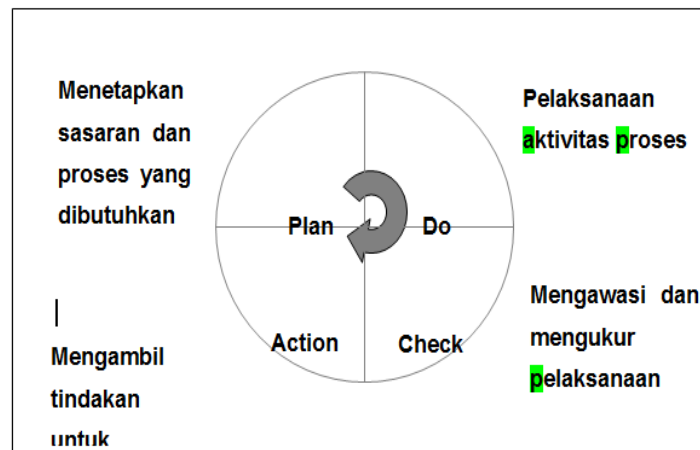 Menetapkan
sasaran dan
proses yang
dibutuhkan
Pelaksanaan
aktivitas proses
Plan
Do
Action
Check
Mengambil
tindakan
untuk
Mengawasi dan
mengukur
pelaksanaan